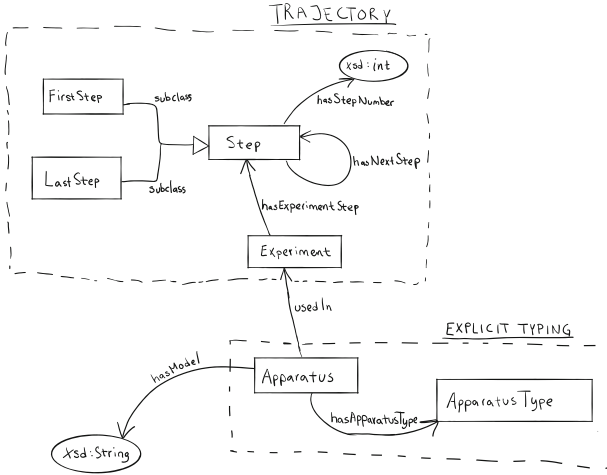 TRAJECTORY
xsd:int
FirstStep
subclass
hasStepNumber
Step
hasNextStep
LastStep
subclass
hasExperimentStep
Experiment
usedIn
EXPLICIT TYPING
hasModel
Apparatus
ApparatusType
hasApparatusType
xsd:String